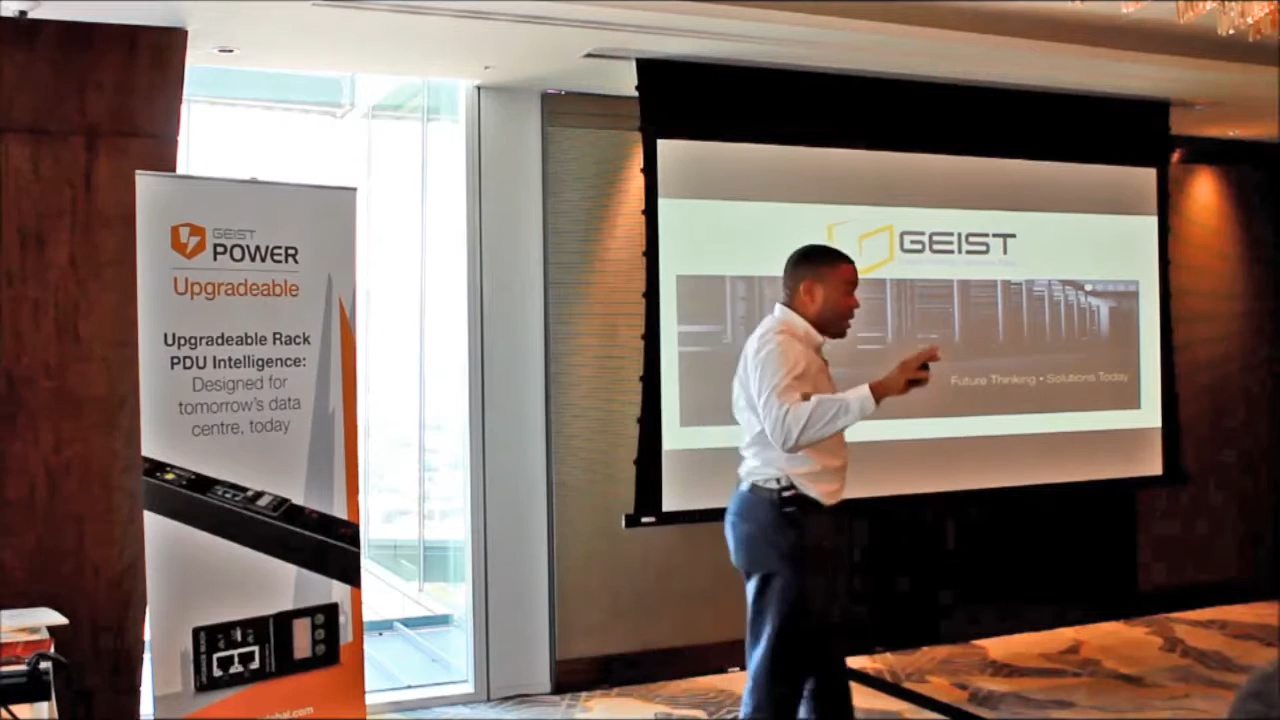 GEIST
POWER
Upgradeable
Upgradeable Rack
PDU Intelligence:
Designed for
tomorrow's data
centre, today
GEIST
Future Thinking • Solutions Today